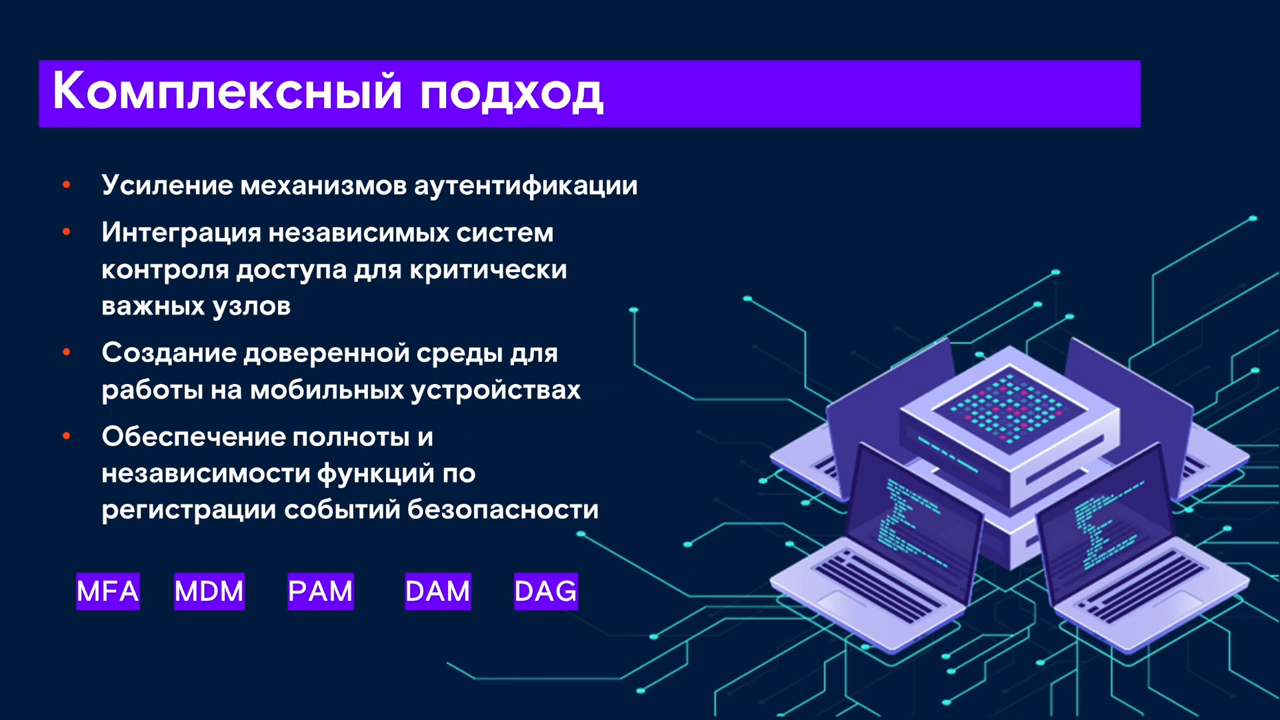 Комплексный подход
• Усиление механизмов аутентификации
• Интеграция независимых систем
контроля доступа для критически
важных узлов
• Создание доверенной среды для
работы на мобильных устройствах
• Обеспечение полноты и
независимости функций по
регистрации событий безопасности
MFA MDM PAM DAM DAG